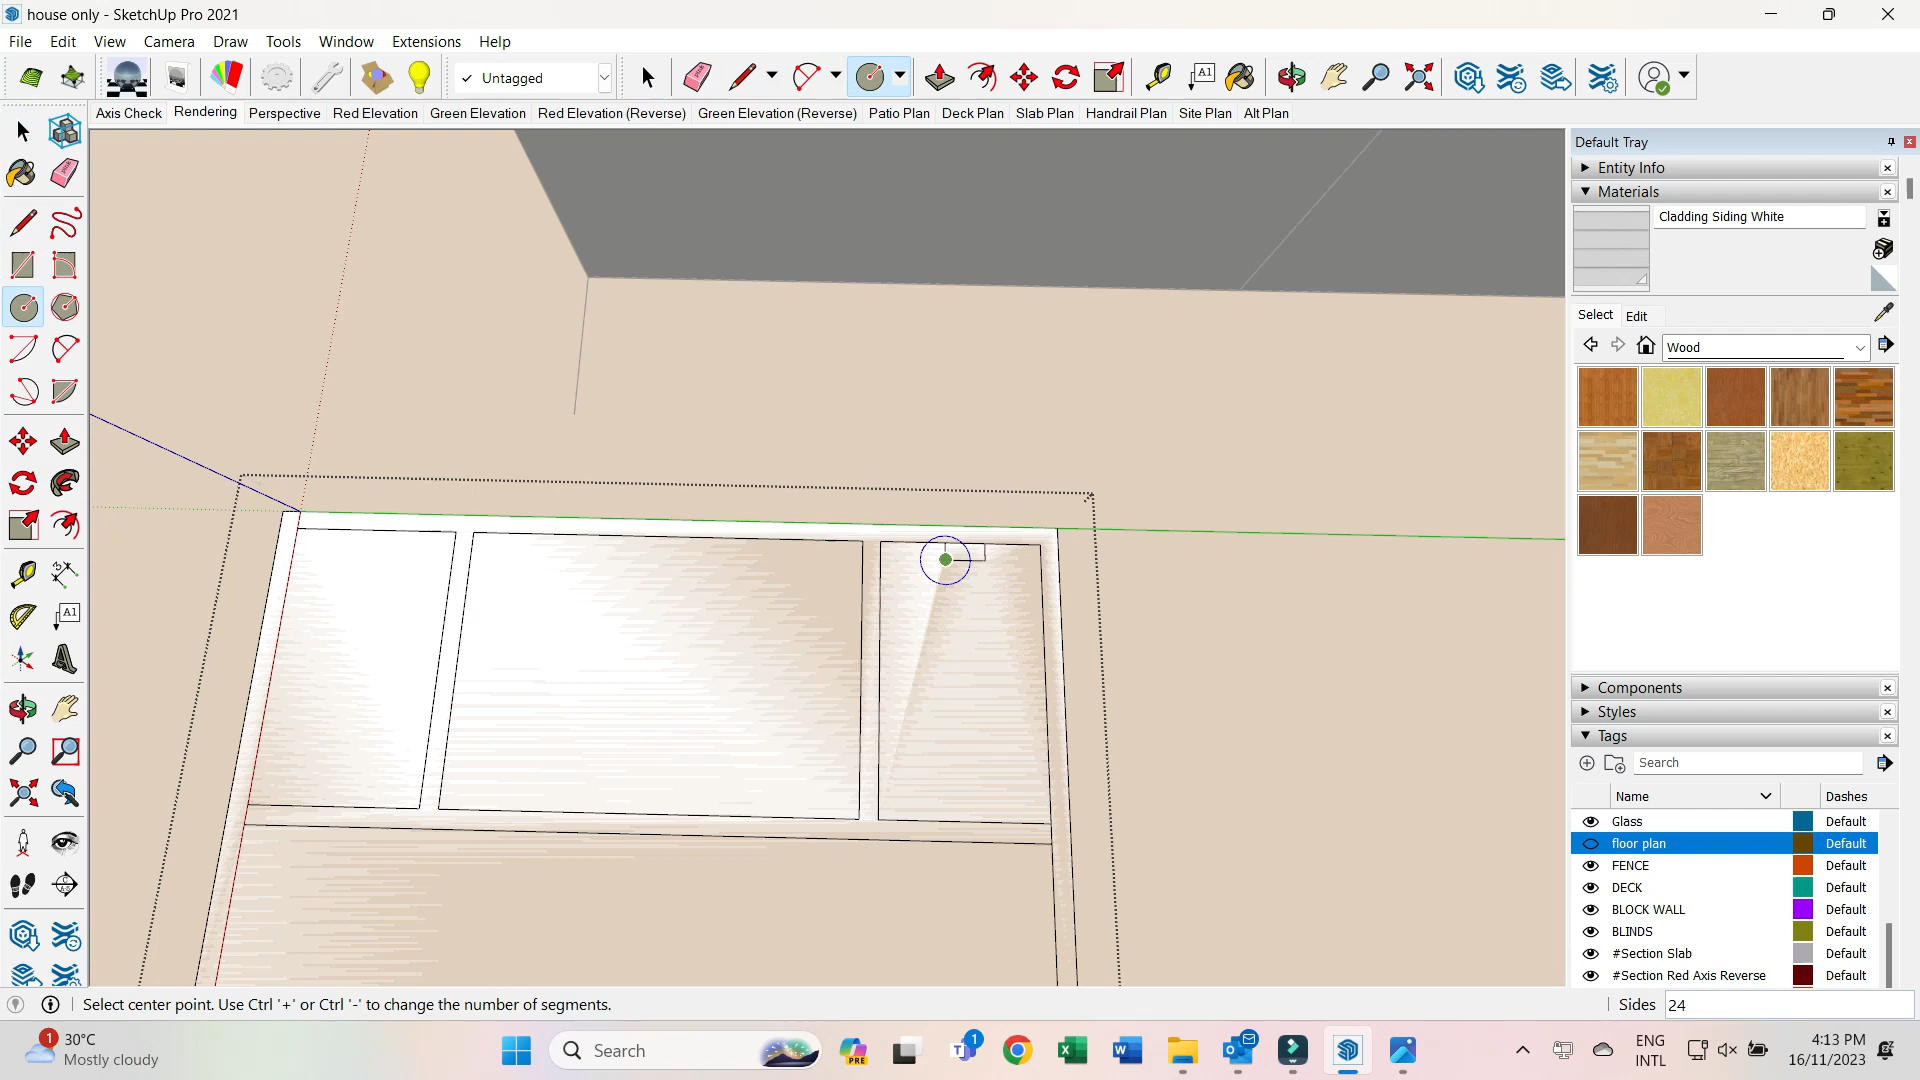 house only - SketchUp Pro 2021
File Edit View Camera Draw Tools Window Extensions Help
Untagged
Axis Check Rendering Perspective Red Elevation Green Elevation Red Elevation (Reverse) Green Elevation (Reverse) Patio Plan Deck Plan Slab Plan Handrail Plan Site Plan Alt Plan
Default Tray
Entity Info
Materials
Cladding Siding White
Select Edit
Wood
Components
Styles
Tags
Search
Name Dashes
Glass Default
floor plan Default
FENCE Default
DECK Default
BLOCK WALL Default
BLINDS Default
#Section Slab Default
#Section Red Axis Reverse Default
Select center point. Use Ctrl '+' or Ctrl '-' to change the number of segments.
Sides 24
1
30°C
Mostly cloudy
Search
PRE
1
ENG
INTL
4:13 PM
16/11/2023